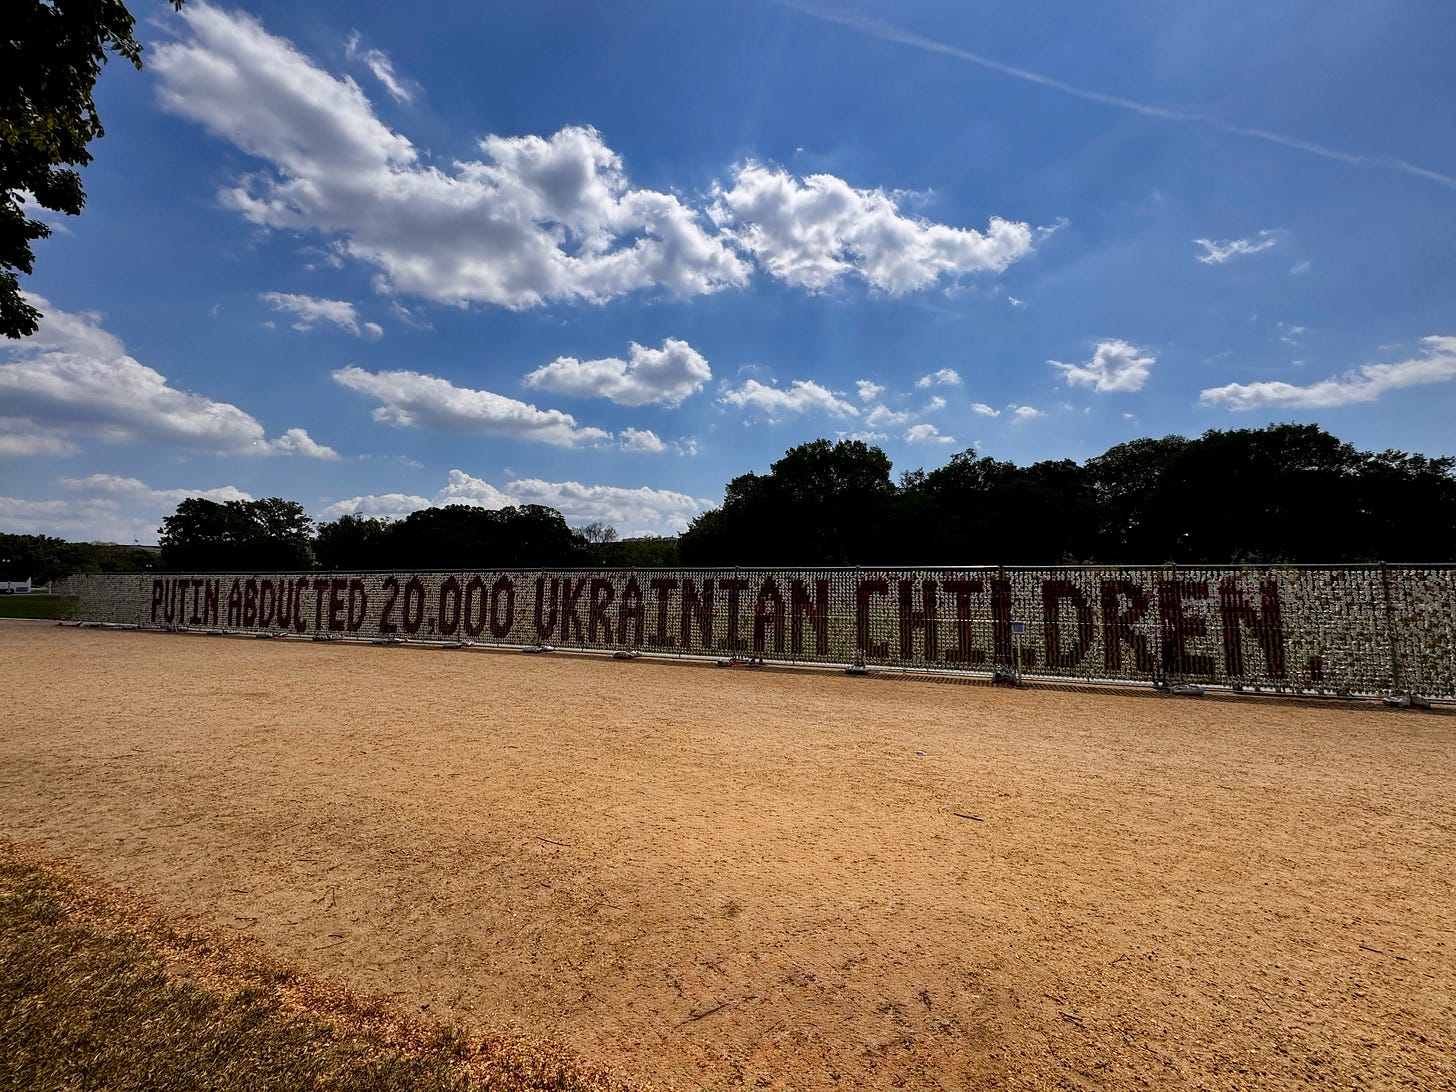 PUTIN ABDUCTED 20.000 UKRAINIAN CHILDREN.